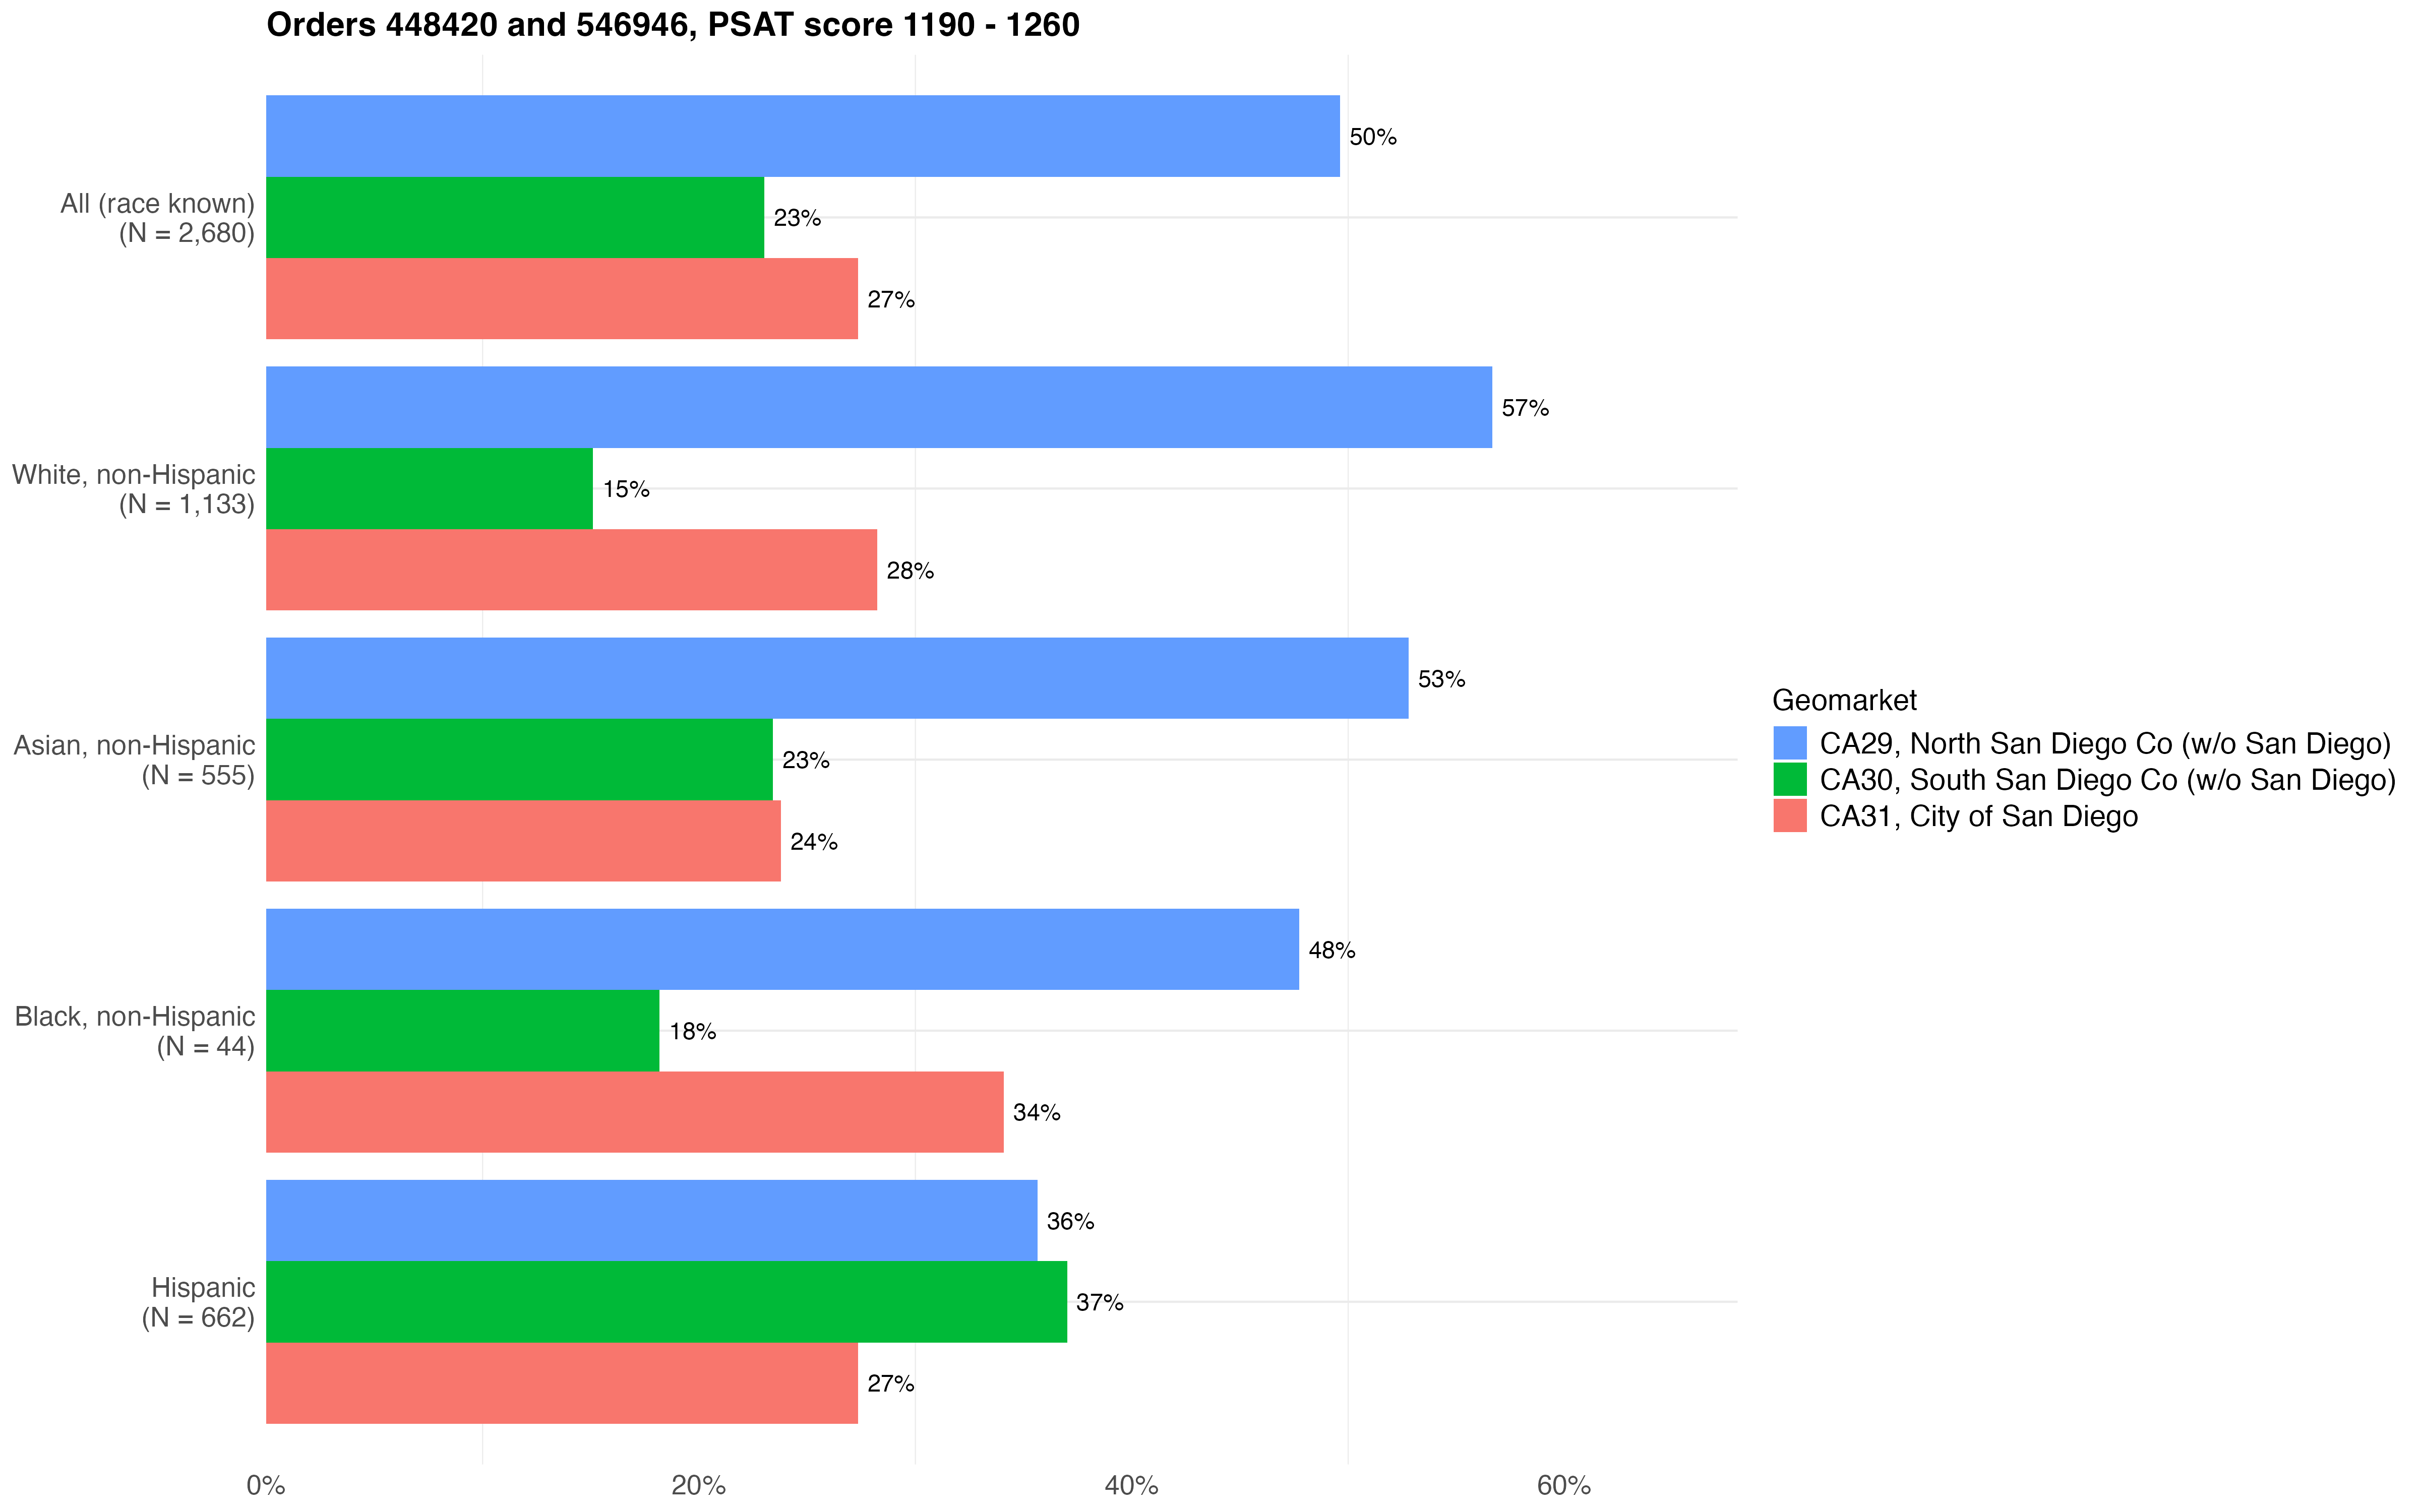 Orders 448420 and 546946, PSAT score 1190 - 1260
All (race known)
(N = 2,680)
50%
23%
27%
White, non-Hispanic
(N = 1,133)
57%
15%
28%
Asian, non-Hispanic
(N = 555)
53%
23%
24%
Black, non-Hispanic
(N = 44)
48%
18%
34%
Hispanic
(N = 662)
36%
37%
27%
0%
20%
40%
60%
Geomarket
CA29, North San Diego Co (w/o San Diego)
CA30, South San Diego Co (w/o San Diego)
CA31, City of San Diego